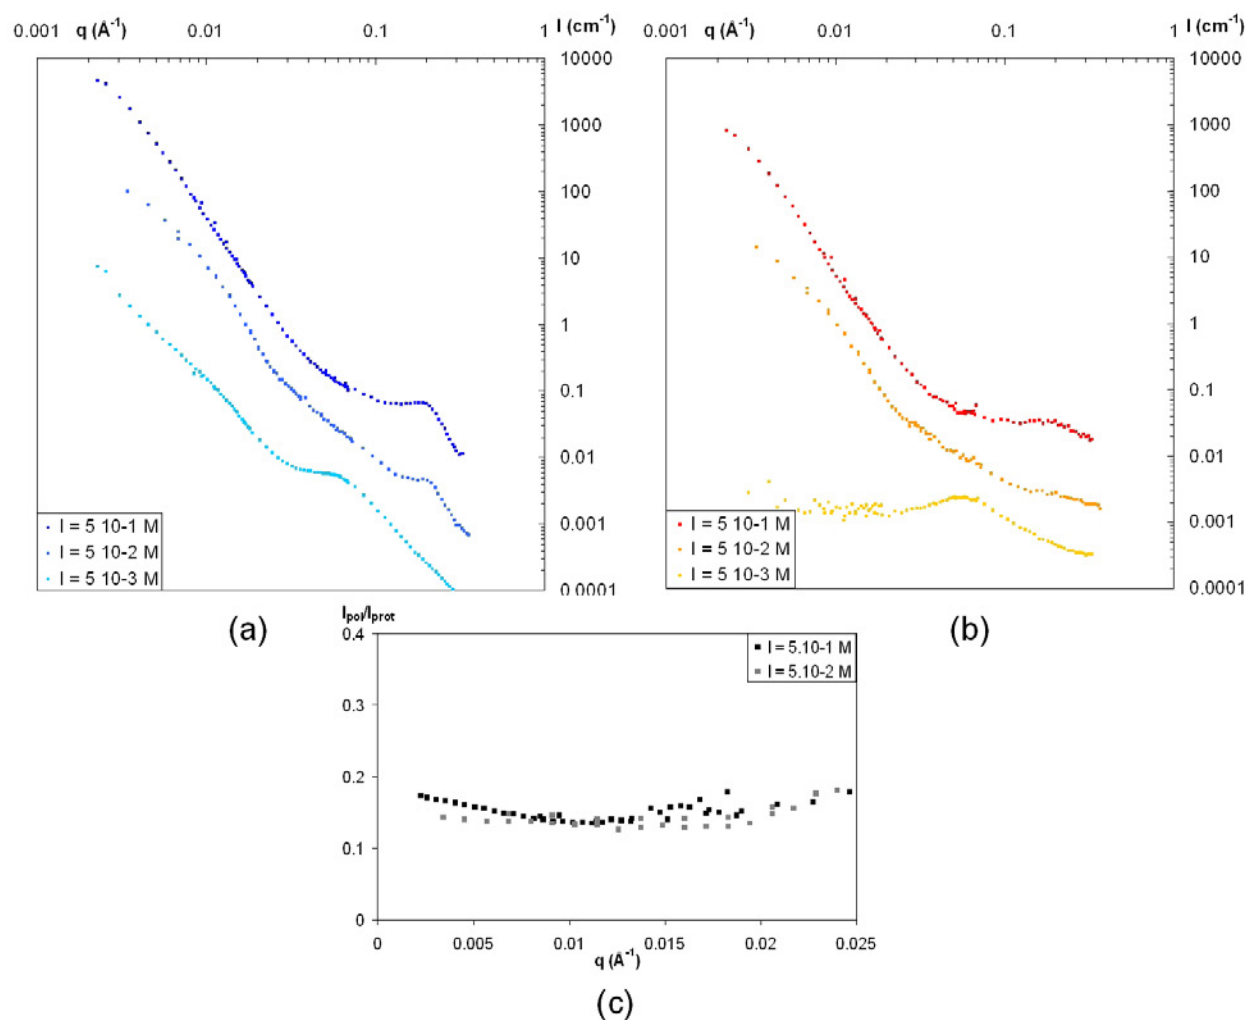 0.001 q (Å-1) 0.01 0.1 1 I (cm-1)
10000
1000
100
10
1
0.1
0.01
0.001
0.0001
I = 5 10-1 M
I = 5 10-2 M
I = 5 10-3 M
(a)
0.001 q (Å-1) 0.01 0.1 1 I (cm-1)
10000
1000
100
10
1
0.1
0.01
0.001
0.0001
I = 5 10-1 M
I = 5 10-2 M
I = 5 10-3 M
(b)
Ipol/Iprot
0.4
0.3
0.2
0.1
0
I = 5.10-1 M
I = 5.10-2 M
0 0.005 0.01 0.015 0.02 0.025
q (Å-1)
(c)